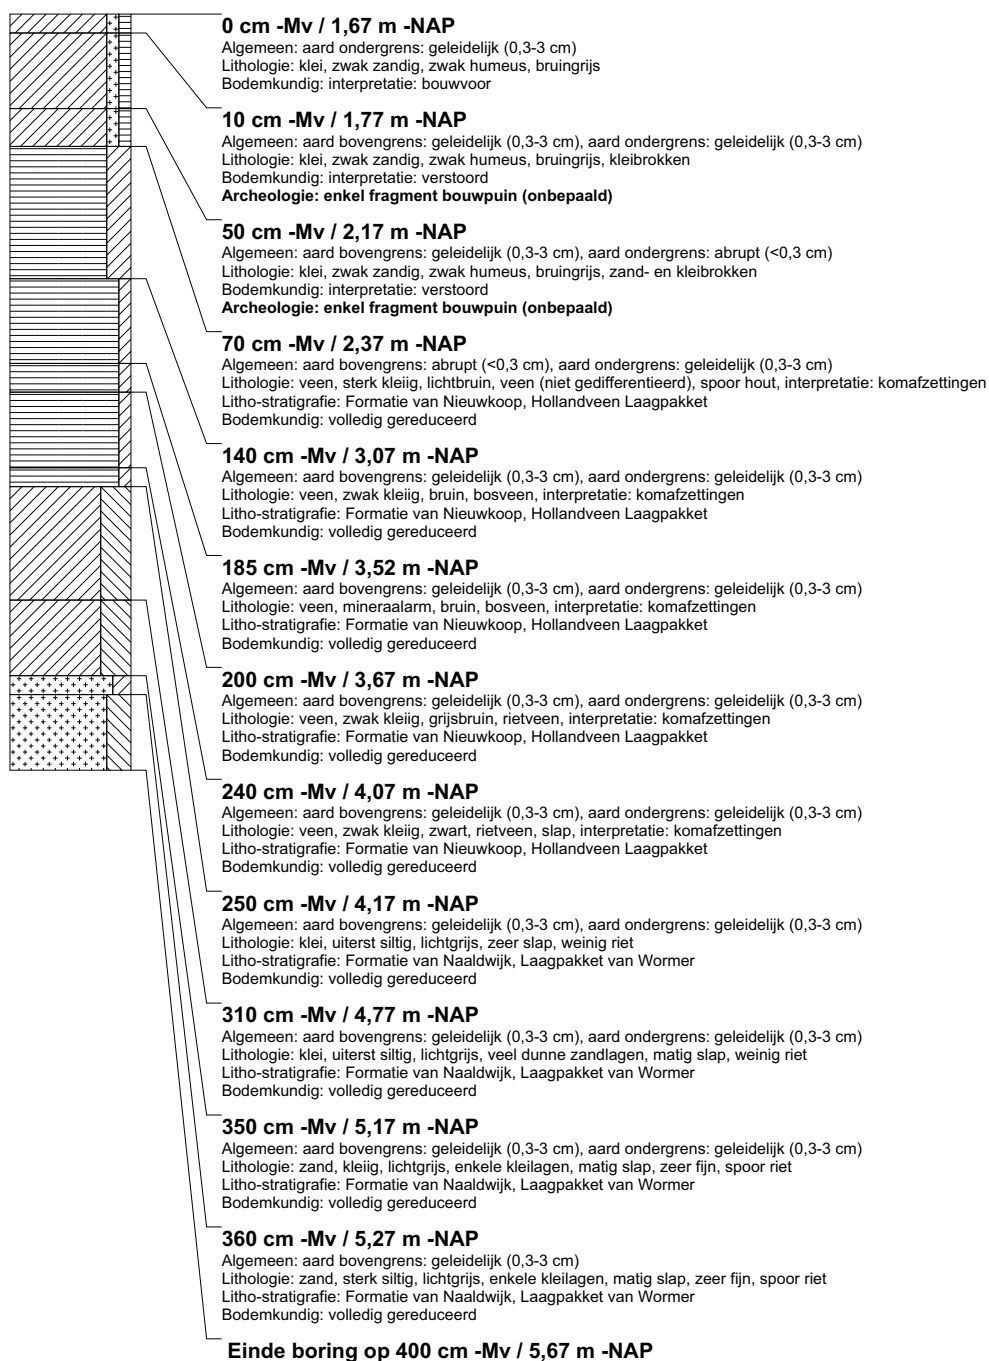 0 cm -Mv / 1,67 m -NAP
Algemeen: aard ondergrens: geleidelijk (0,3-3 cm)
Lithologie: klei, zwak zandig, zwak humeus, bruingrijs
Bodemkundig: interpretatie: bouwvoor
10 cm -Mv / 1,77 m -NAP
Algemeen: aard bovengrens: geleidelijk (0,3-3 cm), aard ondergrens: geleidelijk (0,3-3 cm)
Lithologie: klei, zwak zandig, zwak humeus, bruingrijs, kleibrokken
Bodemkundig: interpretatie: verstoord
Archeologie: enkel fragment bouwpuin (onbepaald)
50 cm -Mv / 2,17 m -NAP
Algemeen: aard bovengrens: geleidelijk (0,3-3 cm), aard ondergrens: abrupt (<0,3 cm)
Lithologie: klei, zwak zandig, zwak humeus, bruingrijs, zand- en kleibrokken
Bodemkundig: interpretatie: verstoord
Archeologie: enkel fragment bouwpuin (onbepaald)
70 cm -Mv / 2,37 m -NAP
Algemeen: aard bovengrens: abrupt (<0,3 cm), aard ondergrens: geleidelijk (0,3-3 cm)
Lithologie: veen, sterk kleiig, lichtbruin, veen (niet gedifferentieerd), spoor hout, interpretatie: komafzettingen
Litho-stratigrafie: Formatie van Nieuwkoop, Hollandveen Laagpakket
Bodemkundig: volledig gereduceerd
140 cm -Mv / 3,07 m -NAP
Algemeen: aard bovengrens: geleidelijk (0,3-3 cm), aard ondergrens: geleidelijk (0,3-3 cm)
Lithologie: veen, zwak kleiig, bruin, bosveen, interpretatie: komafzettingen
Litho-stratigrafie: Formatie van Nieuwkoop, Hollandveen Laagpakket
Bodemkundig: volledig gereduceerd
185 cm -Mv / 3,52 m -NAP
Algemeen: aard bovengrens: geleidelijk (0,3-3 cm), aard ondergrens: geleidelijk (0,3-3 cm)
Lithologie: veen, mineraalarm, bruin, bosveen, interpretatie: komafzettingen
Litho-stratigrafie: Formatie van Nieuwkoop, Hollandveen Laagpakket
Bodemkundig: volledig gereduceerd
200 cm -Mv / 3,67 m -NAP
Algemeen: aard bovengrens: geleidelijk (0,3-3 cm), aard ondergrens: geleidelijk (0,3-3 cm)
Lithologie: veen, zwak kleiig, grijsbruin, rietveen, interpretatie: komafzettingen
Litho-stratigrafie: Formatie van Nieuwkoop, Hollandveen Laagpakket
Bodemkundig: volledig gereduceerd
240 cm -Mv / 4,07 m -NAP
Algemeen: aard bovengrens: geleidelijk (0,3-3 cm), aard ondergrens: geleidelijk (0,3-3 cm)
Lithologie: veen, zwak kleiig, zwart, rietveen, slap, interpretatie: komafzettingen
Litho-stratigrafie: Formatie van Nieuwkoop, Hollandveen Laagpakket
Bodemkundig: volledig gereduceerd
250 cm -Mv / 4,17 m -NAP
Algemeen: aard bovengrens: geleidelijk (0,3-3 cm), aard ondergrens: geleidelijk (0,3-3 cm)
Lithologie: klei, uiterst siltig, lichtgrijs, zeer slap, weinig riet
Litho-stratigrafie: Formatie van Naaldwijk, Laagpakket van Wormer
Bodemkundig: volledig gereduceerd
310 cm -Mv / 4,77 m -NAP
Algemeen: aard bovengrens: geleidelijk (0,3-3 cm), aard ondergrens: geleidelijk (0,3-3 cm)
Lithologie: klei, uiterst siltig, lichtgrijs, veel dunne zandlagen, matig slap, weinig riet
Litho-stratigrafie: Formatie van Naaldwijk, Laagpakket van Wormer
Bodemkundig: volledig gereduceerd
350 cm -Mv / 5,17 m -NAP
Algemeen: aard bovengrens: geleidelijk (0,3-3 cm), aard ondergrens: geleidelijk (0,3-3 cm)
Lithologie: zand, kleiig, lichtgrijs, enkele kleilagen, matig slap, zeer fijn, spoor riet
Litho-stratigrafie: Formatie van Naaldwijk, Laagpakket van Wormer
Bodemkundig: volledig gereduceerd
360 cm -Mv / 5,27 m -NAP
Algemeen: aard bovengrens: geleidelijk (0,3-3 cm)
Lithologie: zand, sterk siltig, lichtgrijs, enkele kleilagen, matig slap, zeer fijn, spoor riet
Litho-stratigrafie: Formatie van Naaldwijk, Laagpakket van Wormer
Bodemkundig: volledig gereduceerd
Einde boring op 400 cm -Mv / 5,67 m -NAP